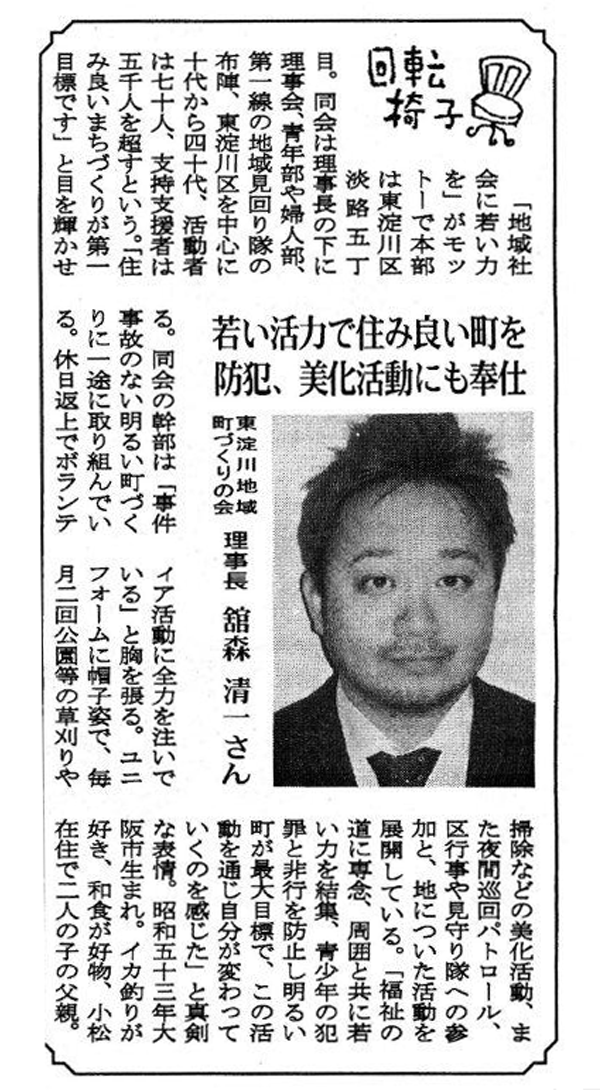 回転
椅子
「地域社
会に若い力
を」がモッ
トーで本部
は東淀川区
淡路五丁
目。同会は理事長の下に
理事会、青年部や婦人部、
第一線の地域見回り隊の
布陣、東淀川区を中心に
十代から四十代、活動者
は七十人、支持支援者は
五千人を超すという。「住
み良いまちづくりが第一
目標です」と目を輝かせ
若い活力で住み良い町を
防犯、美化活動にも奉仕
東淀川地域
町づくりの会
理事長 舘森 清一さん
る。同会の幹部は「事件
事故のない明るい町づく
りに一途に取り組んでい
る。休日返上でボランテ
ィア活動に全力を注いで
いる」と胸を張る。ユニ
フォームに帽子姿で、毎
月二回公園等の草刈りや
掃除などの美化活動、ま
た夜間巡回パトロール、
区行事や見守り隊への参
加と、地についた活動を
展開している。「福祉の
道に専念、周囲と共に若
い力を結集、青少年の犯
罪と非行を防止し明るい
町が最大目標で、この活
動を通じ自分が変わって
いくのを感じた」と真剣
な表情。昭和五十三年大
阪市生まれ。イカ釣りが
好き、和食が好物、小松
在住で二人の子の父親。